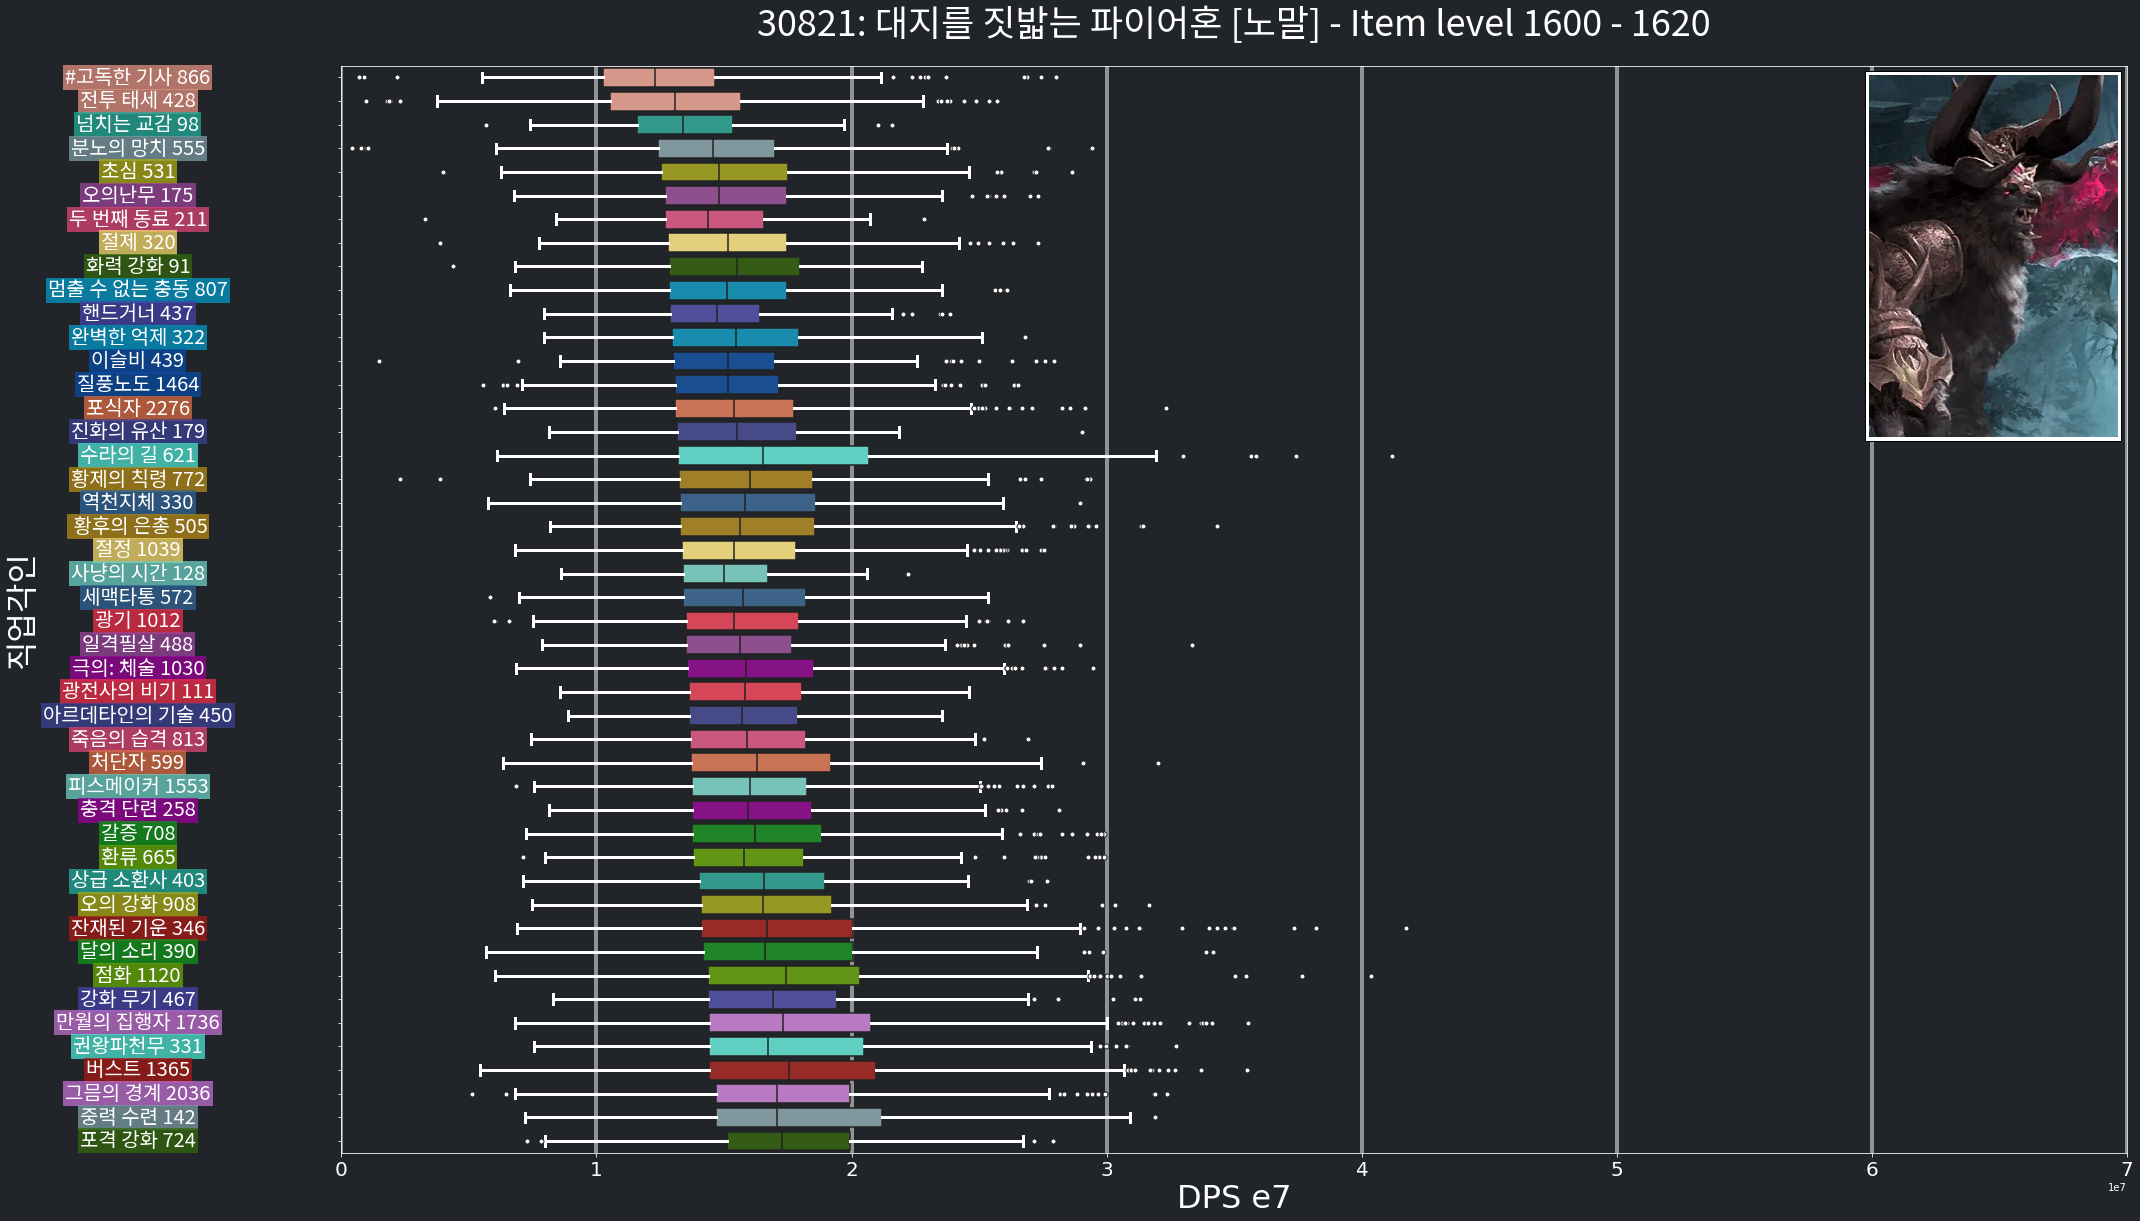 30821: 대지를 짓밟는 파이어혼 [노말] - Item level 1600 - 1620
#고독한 기사 866
전투 태세 428
넘치는 교감 98
분노의 망치 555
초심 531
오의난무 175
두 번째 동료 211
절제 320
화력 강화 91
멈출 수 없는 충동 807
핸드거너 437
완벽한 억제 322
이슬비 439
질풍노도 1464
포식자 2276
진화의 유산 179
수라의 길 621
황제의 칙령 772
역천지체 330
황후의 은총 505
절정 1039
사냥의 시간 128
세맥타통 572
광기 1012
일격필살 488
극의: 체술 1030
광전사의 비기 111
아르데타인의 기술 450
죽음의 습격 813
처단자 599
피스메이커 1553
충격 단련 258
갈증 708
환류 665
상급 소환사 403
오의 강화 908
잔재된 기운 346
달의 소리 390
점화 1120
강화 무기 467
만월의 집행자 1736
권왕파천무 331
버스트 1365
그믐의 경계 2036
중력 수련 142
포격 강화 724
직업각인
0 1 2 3 4 5 6 7
1e7
DPS e7